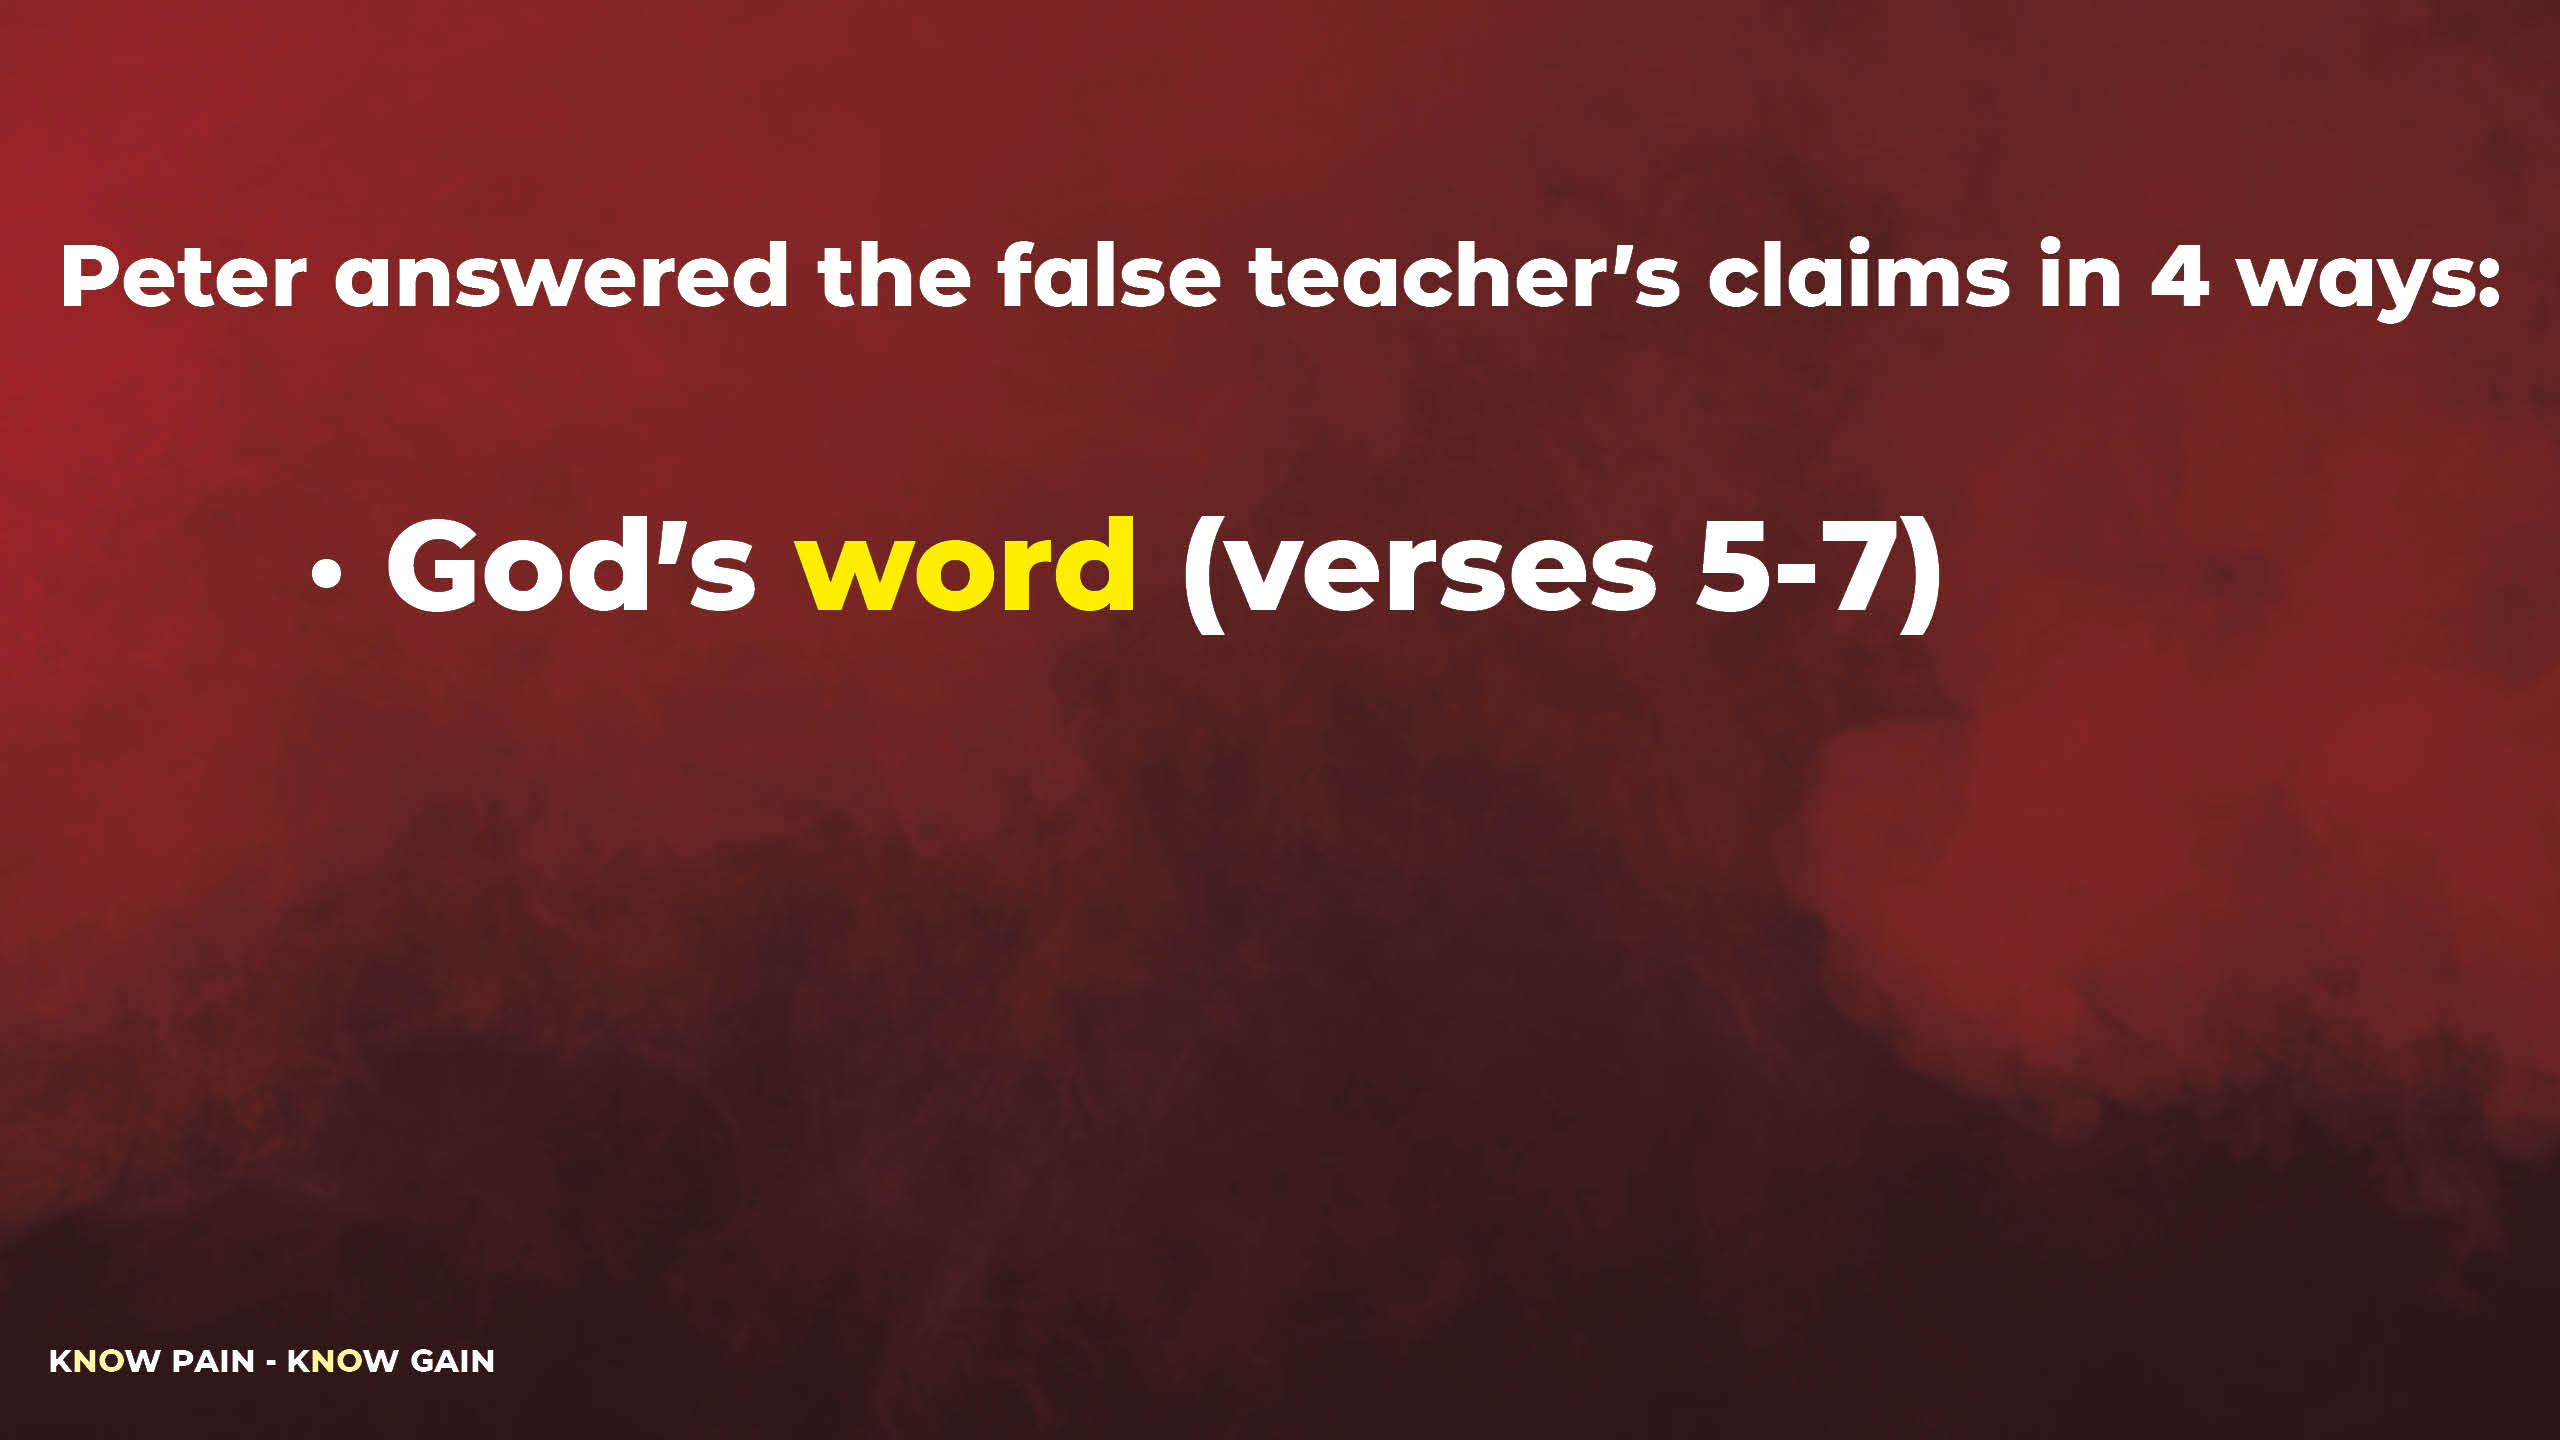 Peter answered the false teacher's claims in 4 ways:
• God's word (verses 5-7)
KNOW PAIN - KNOW GAIN